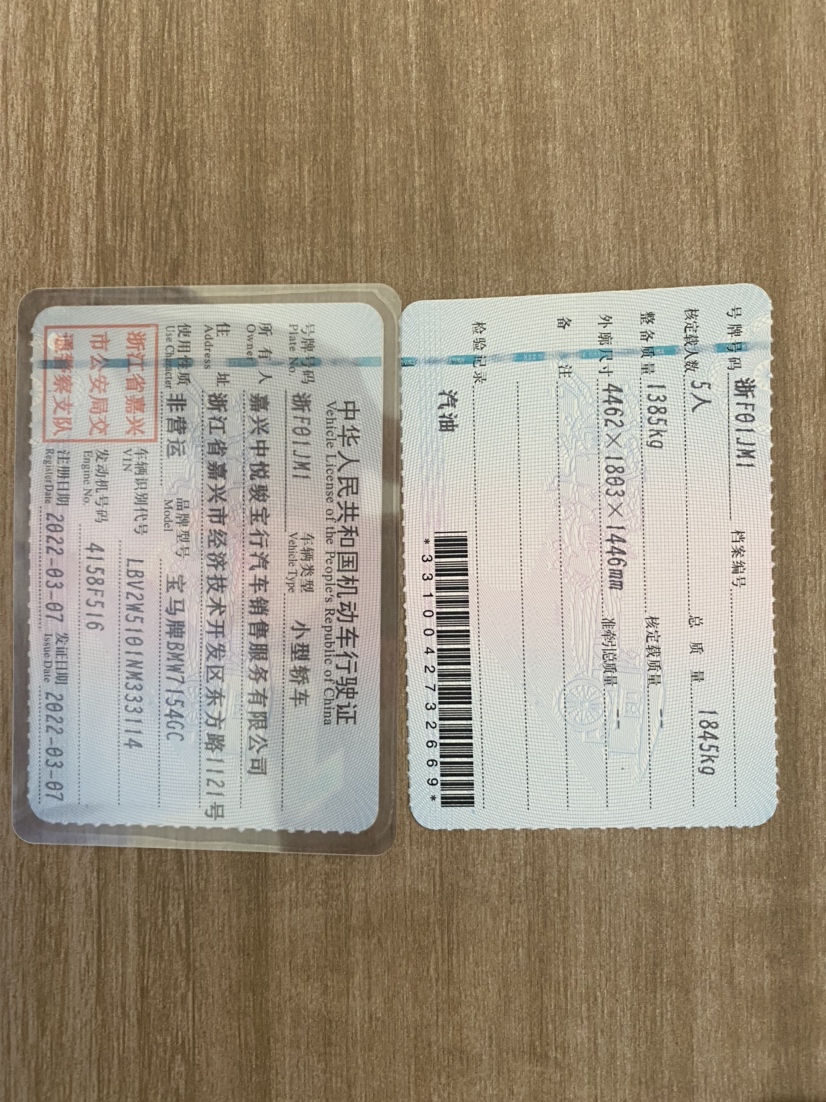 中华人民共和国机动车行驶证
Vehicle License of the People's Republic of China
号牌号码 浙F01JM1 车辆类型 小型轿车
Plate No. Vehicle Type
所有人 嘉兴中悦骏宝行汽车销售服务有限公司
Owner
住址 浙江省嘉兴市经济技术开发区东方路1121号
Address
使用性质 非营运 品牌型号 宝马牌BMW7154GC
Use Character Model
浙江省嘉兴
市公安局交
通警察支队
车辆识别代号 LBV2W5101NM333114
VIN
发动机号码 4158F516
Engine No.
注册日期 2022-03-07 发证日期 2022-03-07
Register Date Issue Date
号牌号码 浙F01JM1 档案编号
核定载人数 5人 总质量 1845kg
整备质量 1385kg 核定载质量 --
外廓尺寸 4462×1803×1446mm 准牵引总质量 --
备注
检验记录
汽油
*3310042732669*